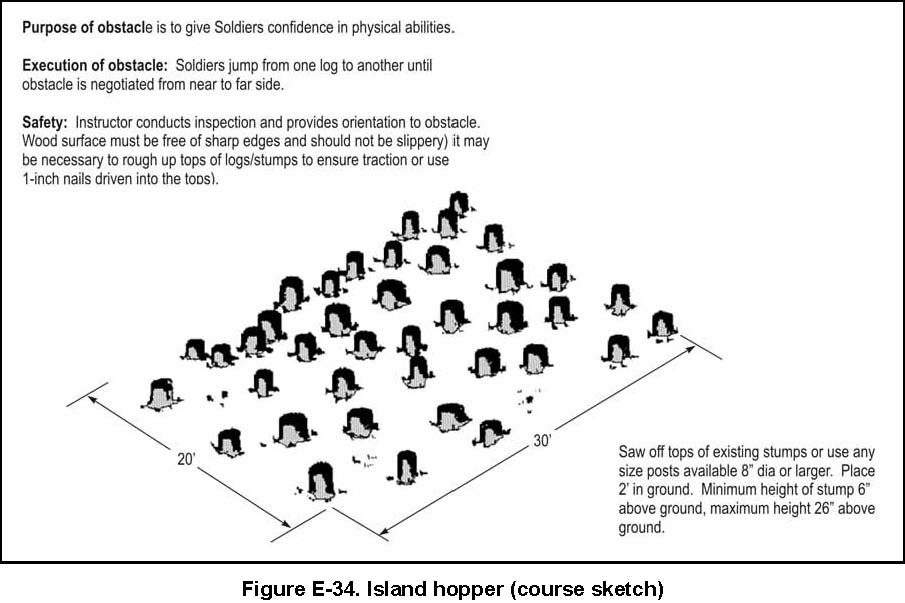 Purpose of obstacle is to give Soldiers confidence in physical abilities.
Execution of obstacle: Soldiers jump from one log to another until
obstacle is negotiated from near to far side.
Safety: Instructor conducts inspection and provides orientation to obstacle.
Wood surface must be free of sharp edges and should not be slippery) it may
be necessary to rough up tops of logs/stumps to ensure traction or use
1-inch nails driven into the tops).
20'
30'
Saw off tops of existing stumps or use any
size posts available 8” dia or larger. Place
2’ in ground. Minimum height of stump 6”
above ground, maximum height 26” above
ground.
Figure E-34. Island hopper (course sketch)